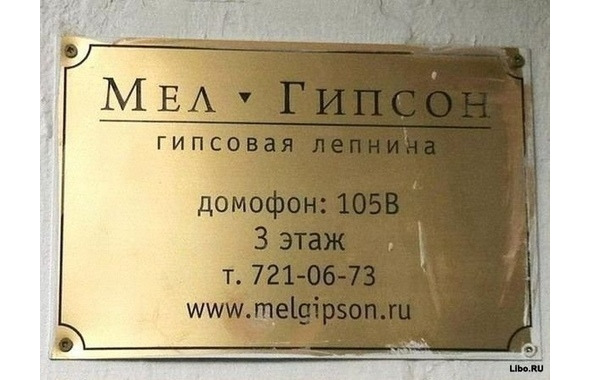 МЕЛ ▾ ГИПСОН
гипсовая лепнина
домофон: 105В
3 этаж
т. 721-06-73
www.melgipson.ru
Libo.RU